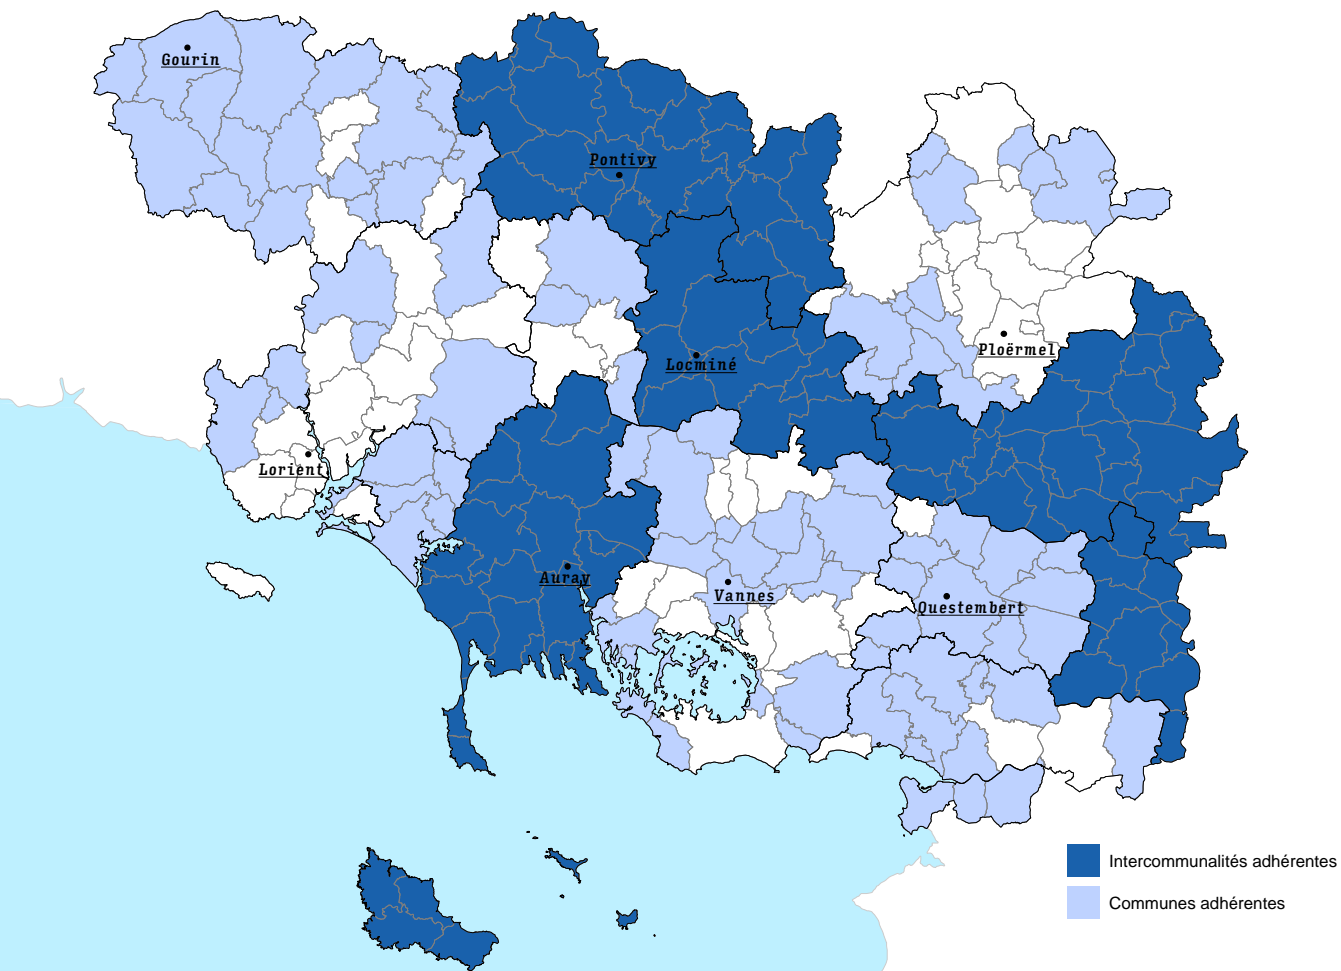 Gourin
Pontivy
Ploërmel
Locminé
Lorient
Auray
Vannes
Questembert
Intercommunalités adhérentes
Communes adhérentes